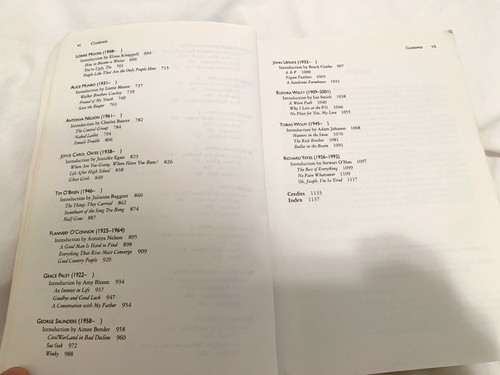 vi Contents
LORRIE MOORE (1958– )
Introduction by Elissa Schappell 694
How to Become a Writer 696
You're Ugly, Too 701
People Like That Are the Only People Here 715
ALICE MUNRO (1931– )
Introduction by Lorrie Moore 737
Walker Brothers Cowboy 739
Friend of My Youth 749
Save the Reaper 763
ANTONYA NELSON (1961– )
Introduction by Charles Baxter 782
The Control Group 784
Naked Ladies 794
Female Trouble 806
JOYCE CAROL OATES (1938– )
Introduction by Jennifer Egan 825
Where Are You Going, Where Have You Been? 826
Life After High School 838
Ghost Girls 849
TIM O'BRIEN (1946– )
Introduction by Julianna Baggott 860
The Things They Carried 862
Sweetheart of the Song Tra Bong 874
Half Gone 887
FLANNERY O'CONNOR (1925–1964)
Introduction by Antonya Nelson 895
A Good Man Is Hard to Find 898
Everything That Rises Must Converge 909
Good Country People 920
GRACE PALEY (1922– )
Introduction by Amy Bloom 934
An Interest in Life 937
Goodbye and Good Luck 947
A Conversation with My Father 954
GEORGE SAUNDERS (1958– )
Introduction by Aimee Bender 958
CivilWarLand in Bad Decline 960
Sea Oak 972
Winky 988
Contents vii
JOHN UPDIKE (1932– )
Introduction by Brock Clarke 997
A & P 1000
Pigeon Feathers 1005
A Sandstone Farmhouse 1021
EUDORA WELTY (1909–2001)
Introduction by Lee Smith 1038
A Worn Path 1040
Why I Live at the P.O. 1046
No Place for You, My Love 1055
TOBIAS WOLFF (1945– )
Introduction by Adam Johnson 1068
Hunters in the Snow 1070
The Rich Brother 1081
Bullet in the Brain 1093
RICHARD YATES (1926–1992)
Introduction by Stewart O'Nan 1097
The Best of Everything 1099
No Pain Whatsoever 1109
Oh, Joseph, I'm So Tired 1117
Credits 1133
Index 1137